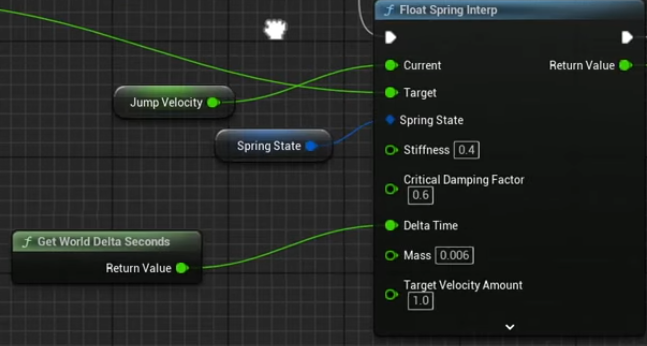 Float Spring Interp
Current
Return Value
Jump Velocity
Target
Spring State
Spring State
Stiffness 0.4
Critical Damping Factor
0.6
Get World Delta Seconds
Delta Time
Return Value
Mass 0.006
Target Velocity Amount
1.0